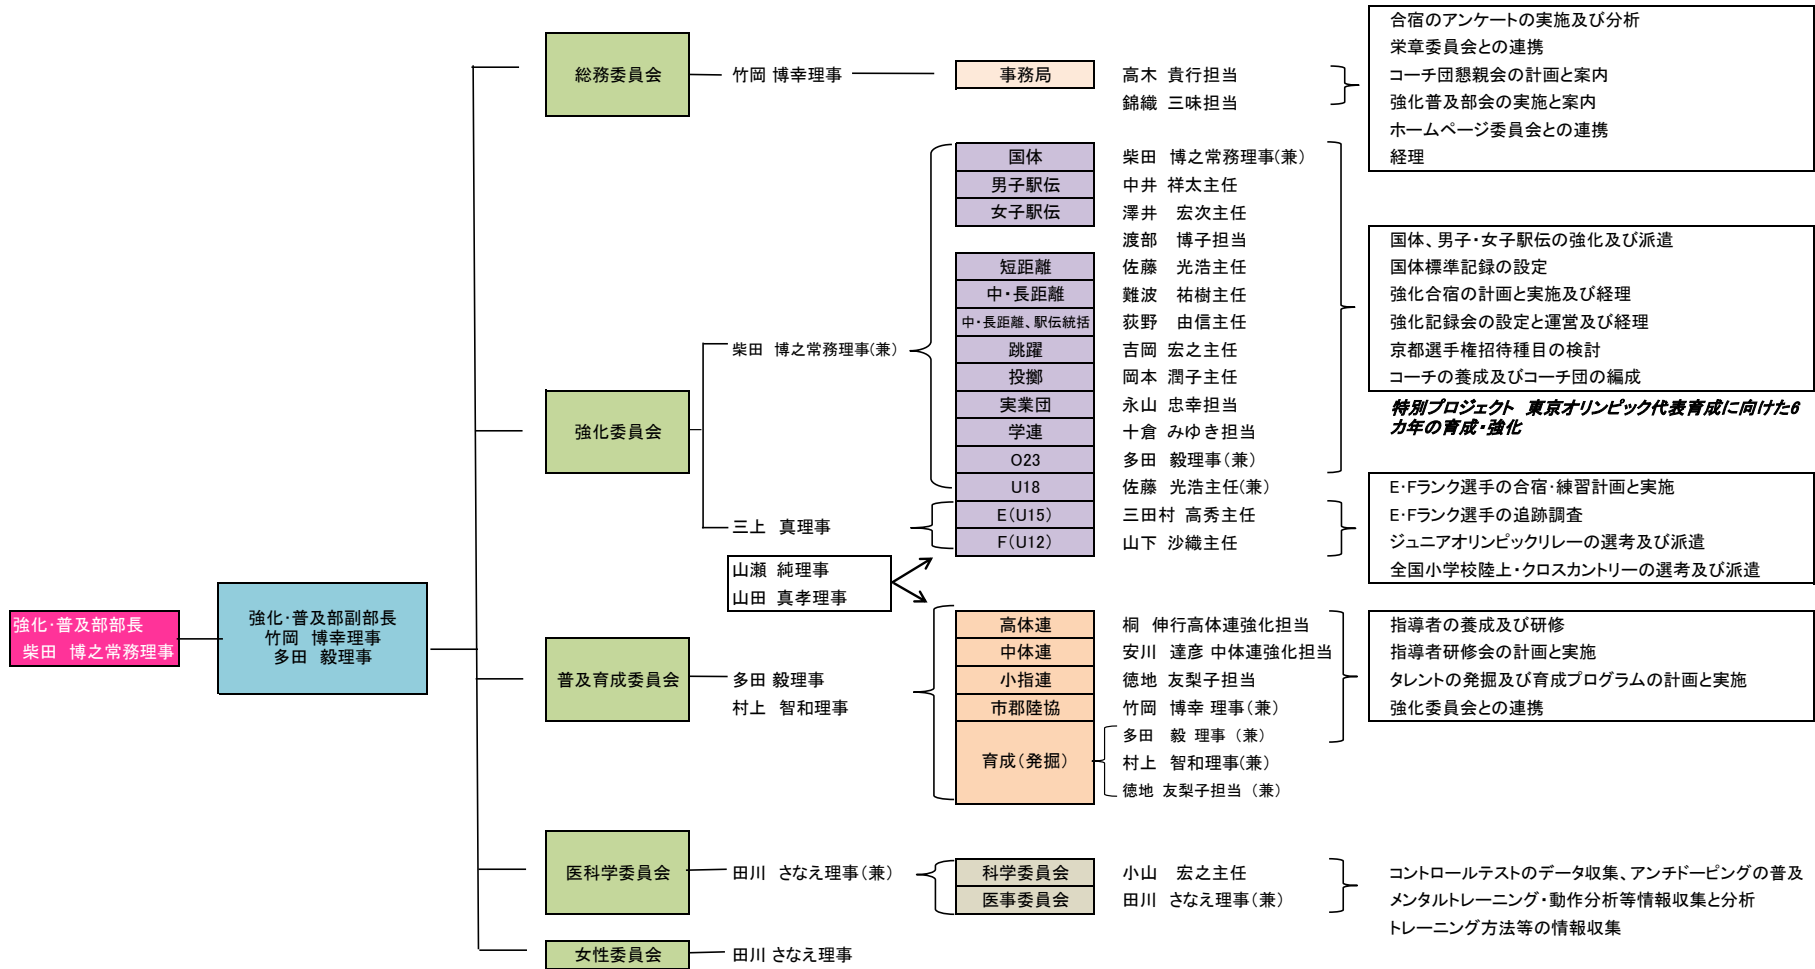 強化・普及部部長
柴田 博之常務理事
強化・普及部副部長
竹岡 博幸理事
多田 毅理事
総務委員会
竹岡 博幸理事
事務局
高木 貴行担当
錦織 三味担当
合宿のアンケートの実施及び分析
栄章委員会との連携
コーチ団懇親会の計画と案内
強化普及部会の実施と案内
ホームページ委員会との連携
経理
強化委員会
柴田 博之常務理事(兼)
国体
柴田 博之常務理事(兼)
男子駅伝
中井 祥太主任
女子駅伝
澤井 宏次主任
渡部 博子担当
短距離
佐藤 光浩主任
中・長距離
難波 祐樹主任
中・長距離、駅伝統括
荻野 由信主任
跳躍
吉岡 宏之主任
投擲
岡本 潤子主任
実業団
永山 忠幸担当
学連
十倉 みゆき担当
O23
多田 毅理事(兼)
U18
佐藤 光浩主任(兼)
国体、男子・女子駅伝の強化及び派遣
国体標準記録の設定
強化合宿の計画と実施及び経理
強化記録会の設定と運営及び経理
京都選手権招待種目の検討
コーチの養成及びコーチ団の編成
特別プロジェクト 東京オリンピック代表育成に向けた6
カ年の育成・強化
三上 真理事
E(U15)
三田村 高秀主任
F(U12)
山下 沙織主任
E・Fランク選手の合宿・練習計画と実施
E・Fランク選手の追跡調査
ジュニアオリンピックリレーの選考及び派遣
全国小学校陸上・クロスカントリーの選考及び派遣
山瀬 純理事
山田 真孝理事
普及育成委員会
多田 毅理事
村上 智和理事
高体連
桐 伸行高体連強化担当
中体連
安川 達彦 中体連強化担当
小指連
徳地 友梨子担当
市郡陸協
竹岡 博幸 理事(兼)
育成(発掘)
多田 毅 理事 (兼)
村上 智和理事(兼)
徳地 友梨子担当 (兼)
指導者の養成及び研修
指導者研修会の計画と実施
タレントの発掘及び育成プログラムの計画と実施
強化委員会との連携
医科学委員会
田川 さなえ理事(兼)
科学委員会
小山 宏之主任
医事委員会
田川 さなえ理事(兼)
コントロールテストのデータ収集、アンチドーピングの普及
メンタルトレーニング・動作分析等情報収集と分析
トレーニング方法等の情報収集
女性委員会
田川 さなえ理事